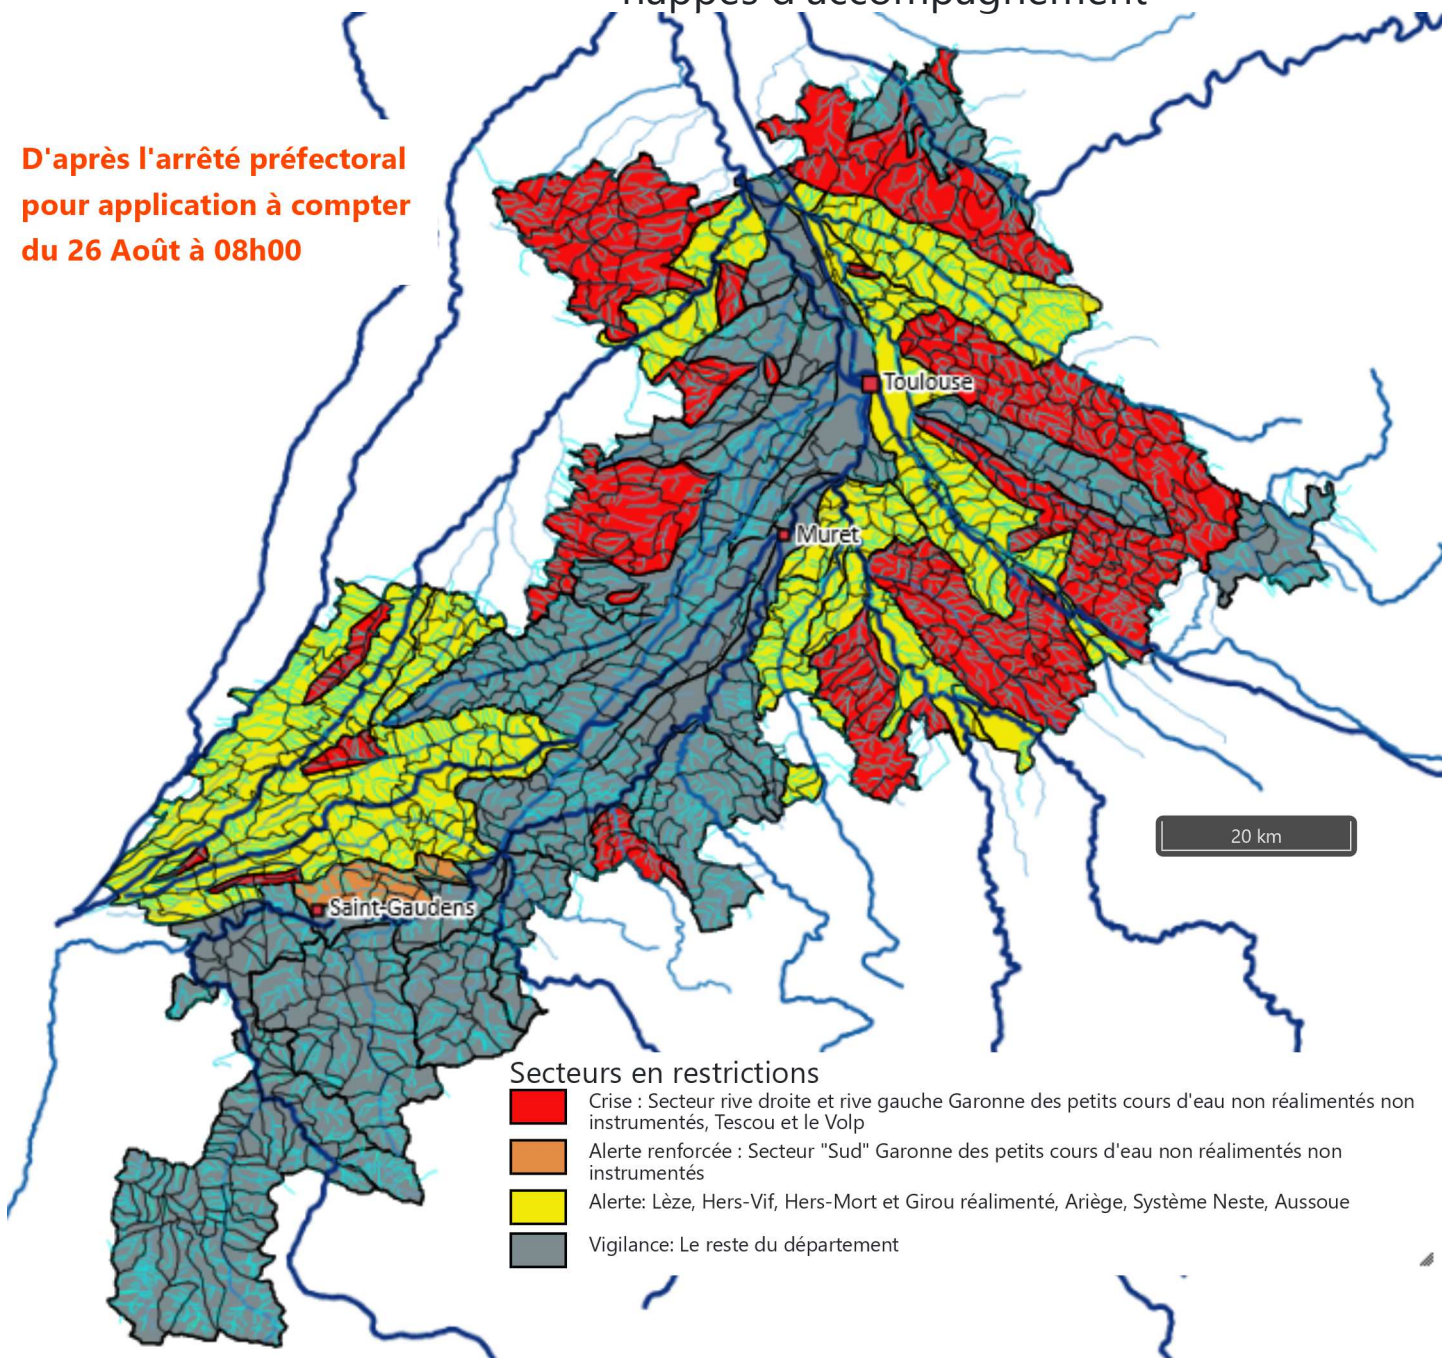 nappes d'accompagnement
D'après l'arrêté préfectoral
pour application à compter
du 26 Août à 08h00
Toulouse
Muret
20 km
Saint-Gaudens
Secteurs en restrictions
Crise : Secteur rive droite et rive gauche Garonne des petits cours d'eau non réalimentés non
instrumentés, Tescou et le Volp
Alerte renforcée : Secteur "Sud" Garonne des petits cours d'eau non réalimentés non
instrumentés
Alerte: Lèze, Hers-Vif, Hers-Mort et Girou réalimenté, Ariège, Système Neste, Aussoue
Vigilance: Le reste du département